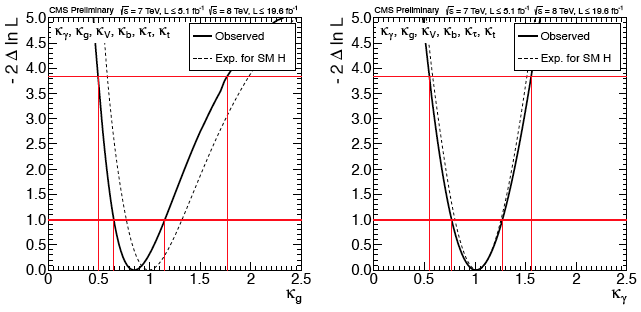 CMS Preliminary √s = 7 TeV, L ≤ 5.1 fb⁻¹ √s = 8 TeV, L ≤ 19.6 fb⁻¹
κγ, κg, κV, κb, κτ, κt
Observed
Exp. for SM H
- 2 Δ ln L
5.0
4.5
4.0
3.5
3.0
2.5
2.0
1.5
1.0
0.5
0.0
0 0.5 1 1.5 2 2.5
κg
CMS Preliminary √s = 7 TeV, L ≤ 5.1 fb⁻¹ √s = 8 TeV, L ≤ 19.6 fb⁻¹
κγ, κg, κV, κb, κτ, κt
Observed
Exp. for SM H
- 2 Δ ln L
5.0
4.5
4.0
3.5
3.0
2.5
2.0
1.5
1.0
0.5
0.0
0 0.5 1 1.5 2 2.5
κγ